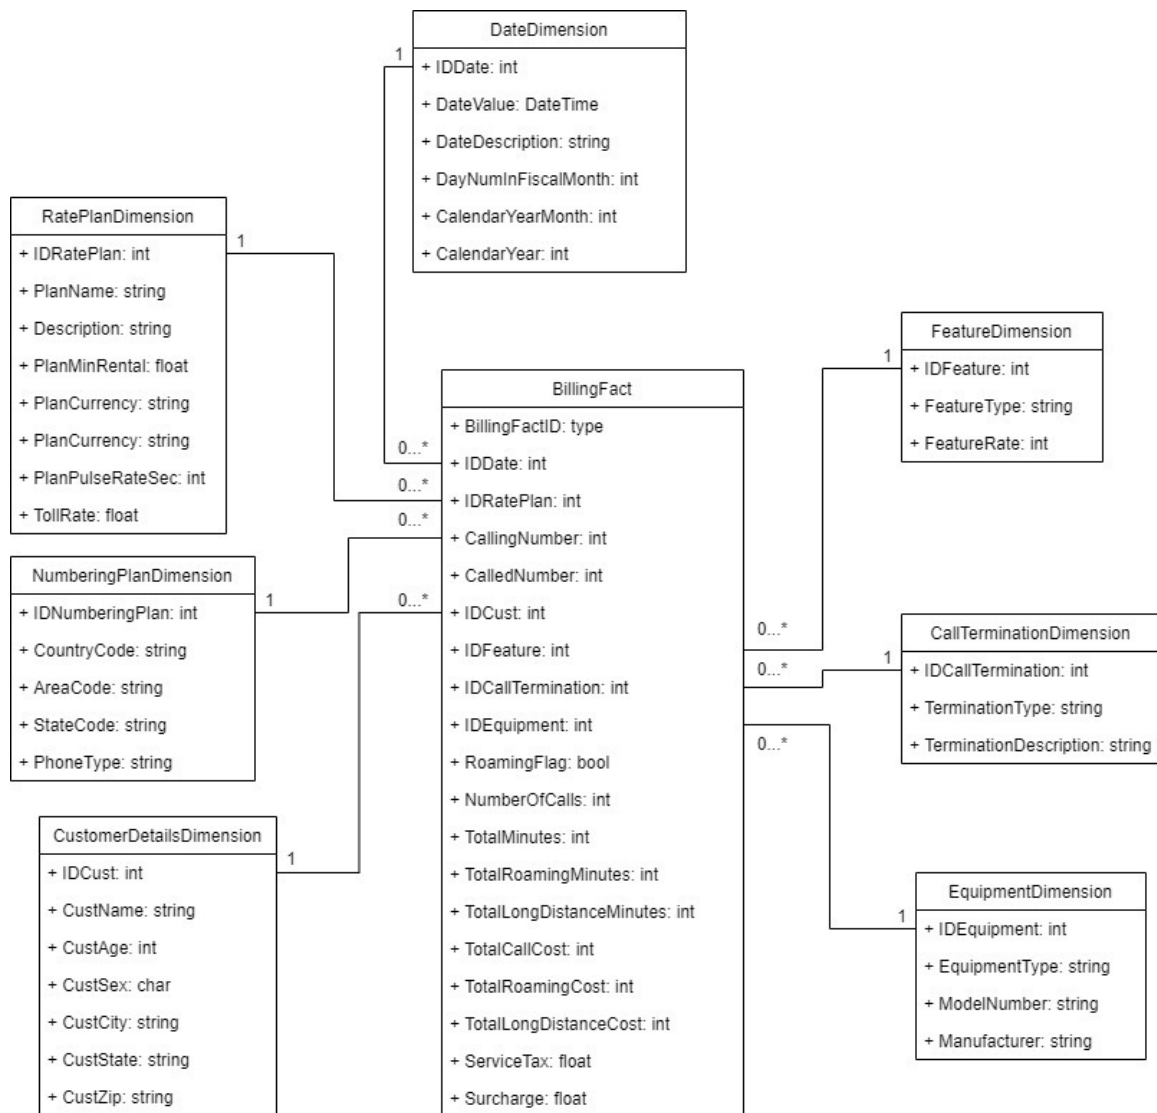 DateDimension
+ IDDate: int
+ DateValue: DateTime
+ DateDescription: string
+ DayNumInFiscalMonth: int
+ CalendarYearMonth: int
+ CalendarYear: int
1
RatePlanDimension
+ IDRatePlan: int
+ PlanName: string
+ Description: string
+ PlanMinRental: float
+ PlanCurrency: string
+ PlanCurrency: string
+ PlanPulseRateSec: int
+ TollRate: float
1
NumberingPlanDimension
+ IDNumberingPlan: int
+ CountryCode: string
+ AreaCode: string
+ StateCode: string
+ PhoneType: string
1
CustomerDetailsDimension
+ IDCust: int
+ CustName: string
+ CustAge: int
+ CustSex: char
+ CustCity: string
+ CustState: string
+ CustZip: string
1
0...*
0...*
0...*
0...*
BillingFact
+ BillingFactID: type
+ IDDate: int
+ IDRatePlan: int
+ CallingNumber: int
+ CalledNumber: int
+ IDCust: int
+ IDFeature: int
+ IDCallTermination: int
+ IDEquipment: int
+ RoamingFlag: bool
+ NumberOfCalls: int
+ TotalMinutes: int
+ TotalRoamingMinutes: int
+ TotalLongDistanceMinutes: int
+ TotalCallCost: int
+ TotalRoamingCost: int
+ TotalLongDistanceCost: int
+ ServiceTax: float
+ Surcharge: float
0...*
0...*
0...*
1
FeatureDimension
+ IDFeature: int
+ FeatureType: string
+ FeatureRate: int
1
CallTerminationDimension
+ IDCallTermination: int
+ TerminationType: string
+ TerminationDescription: string
1
EquipmentDimension
+ IDEquipment: int
+ EquipmentType: string
+ ModelNumber: string
+ Manufacturer: string